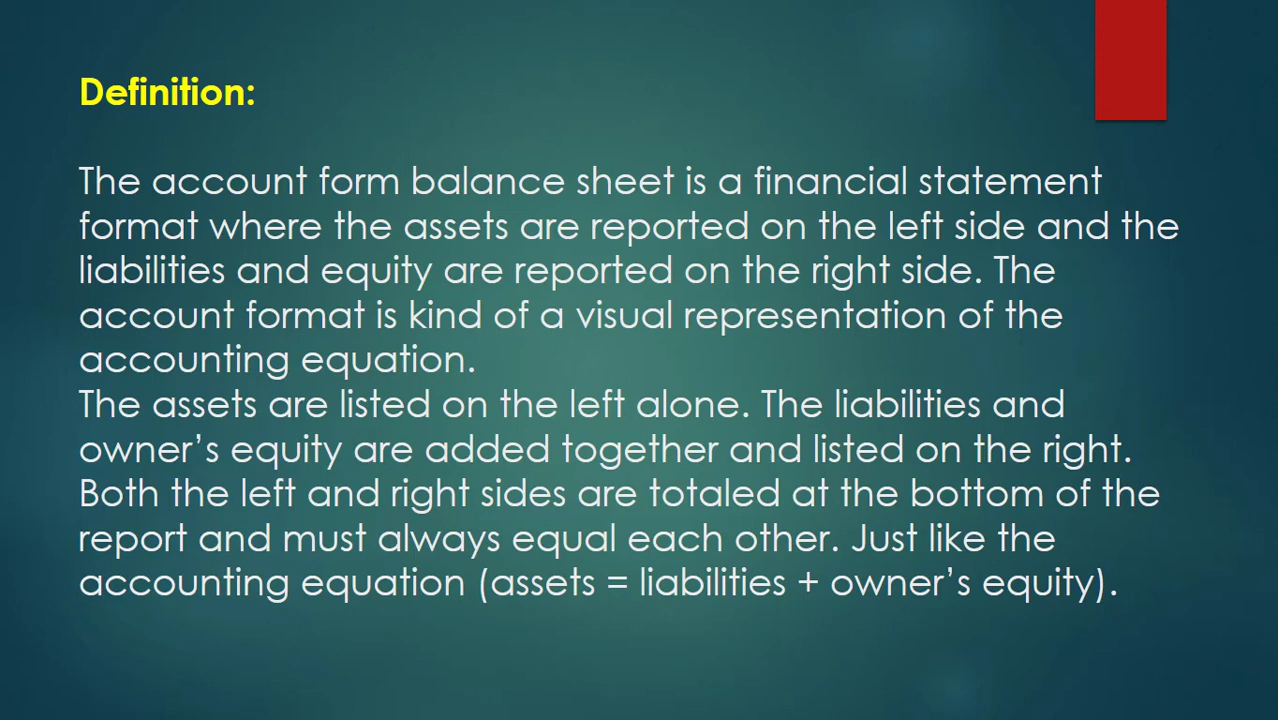 Definition:
The account form balance sheet is a financial statement
format where the assets are reported on the left side and the
liabilities and equity are reported on the right side. The
account format is kind of a visual representation of the
accounting equation.
The assets are listed on the left alone. The liabilities and
owner’s equity are added together and listed on the right.
Both the left and right sides are totaled at the bottom of the
report and must always equal each other. Just like the
accounting equation (assets = liabilities + owner’s equity).